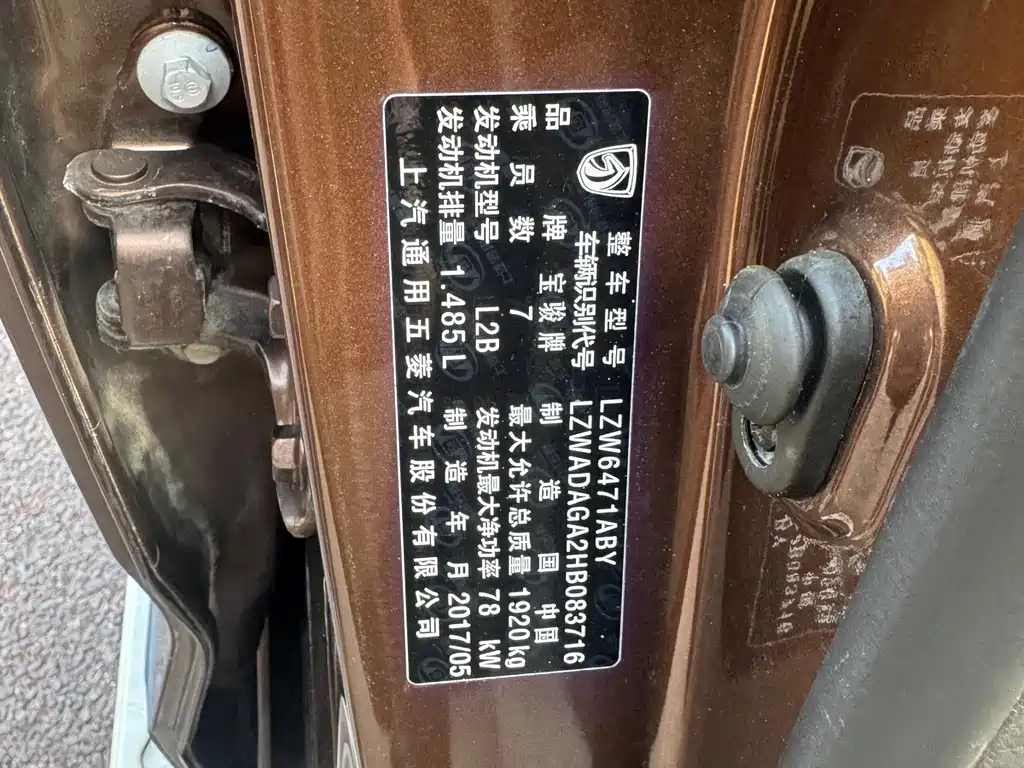 整车型号 LZW6471ABY
车辆识别代号 LZWADAGA2HB083716
品牌 宝骏牌 制造国 中国
乘员数 7 最大允许总质量 1920kg
发动机型号 L2B 发动机最大净功率 78 kW
发动机排量 1.485L 制造年月 2017/05
上汽通用五菱汽车股份有限公司